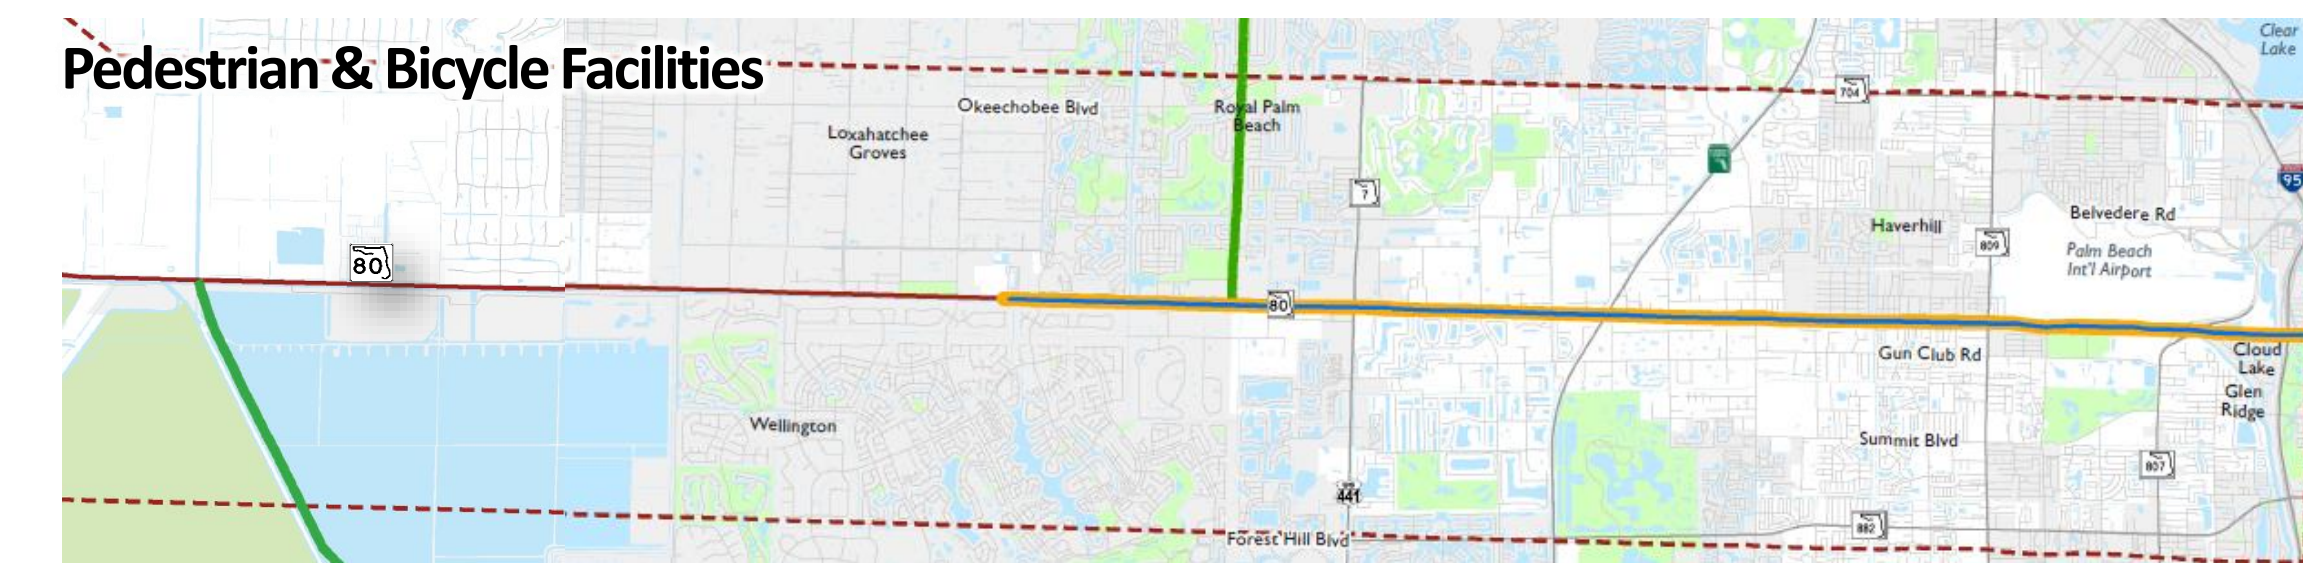 Pedestrian & Bicycle Facilities
Clear
Lake
704
Okeechobee Blvd
Royal Palm
Beach
Loxahatchee
Groves
95
7
Belvedere Rd
Haverhill
809
Palm Beach
Int'l Airport
80
80
Gun Club Rd
Cloud
Lake
Glen
Ridge
Wellington
Summit Blvd
807
441
882
Forest Hill Blvd